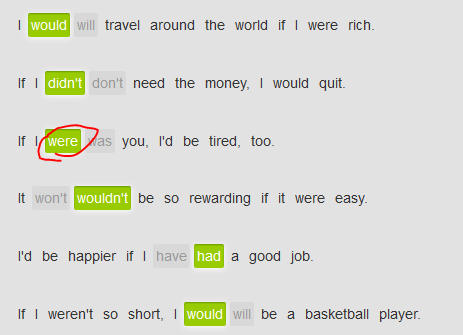 I would will travel around the world if I were rich.
If I didn't don't need the money, I would quit.
If I were was you, I'd be tired, too.
It won't wouldn't be so rewarding if it were easy.
I'd be happier if I have had a good job.
If I weren't so short, I would will be a basketball player.